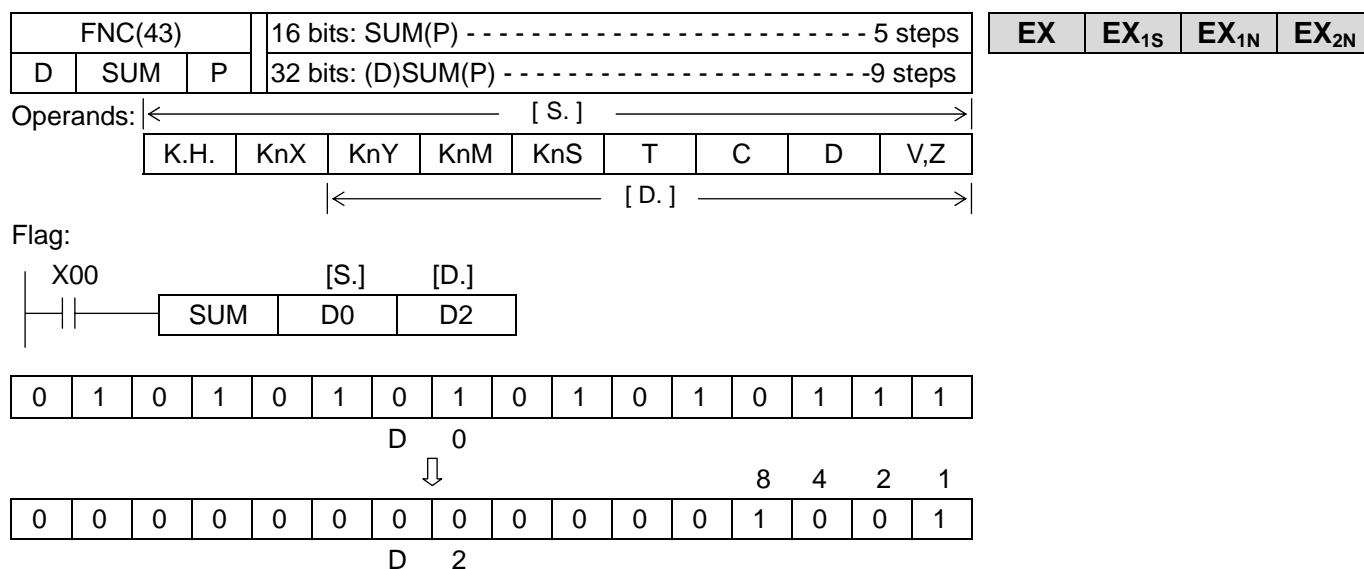 FNC(43) 16 bits: SUM(P) - - - - - - - - - - - - - - - - - - - - - - - - - - 5 steps EX EX1S EX1N EX2N
D SUM P 32 bits: (D)SUM(P) - - - - - - - - - - - - - - - - - - - - - - - -9 steps
Operands: [ S. ]
K.H. KnX KnY KnM KnS T C D V,Z
[ D. ]
Flag:
X00 [S.] [D.]
SUM D0 D2
0 1 0 1 0 1 0 1 0 1 0 1 0 1 1 1
D 0
8 4 2 1
0 0 0 0 0 0 0 0 0 0 0 0 1 0 0 1
D 2